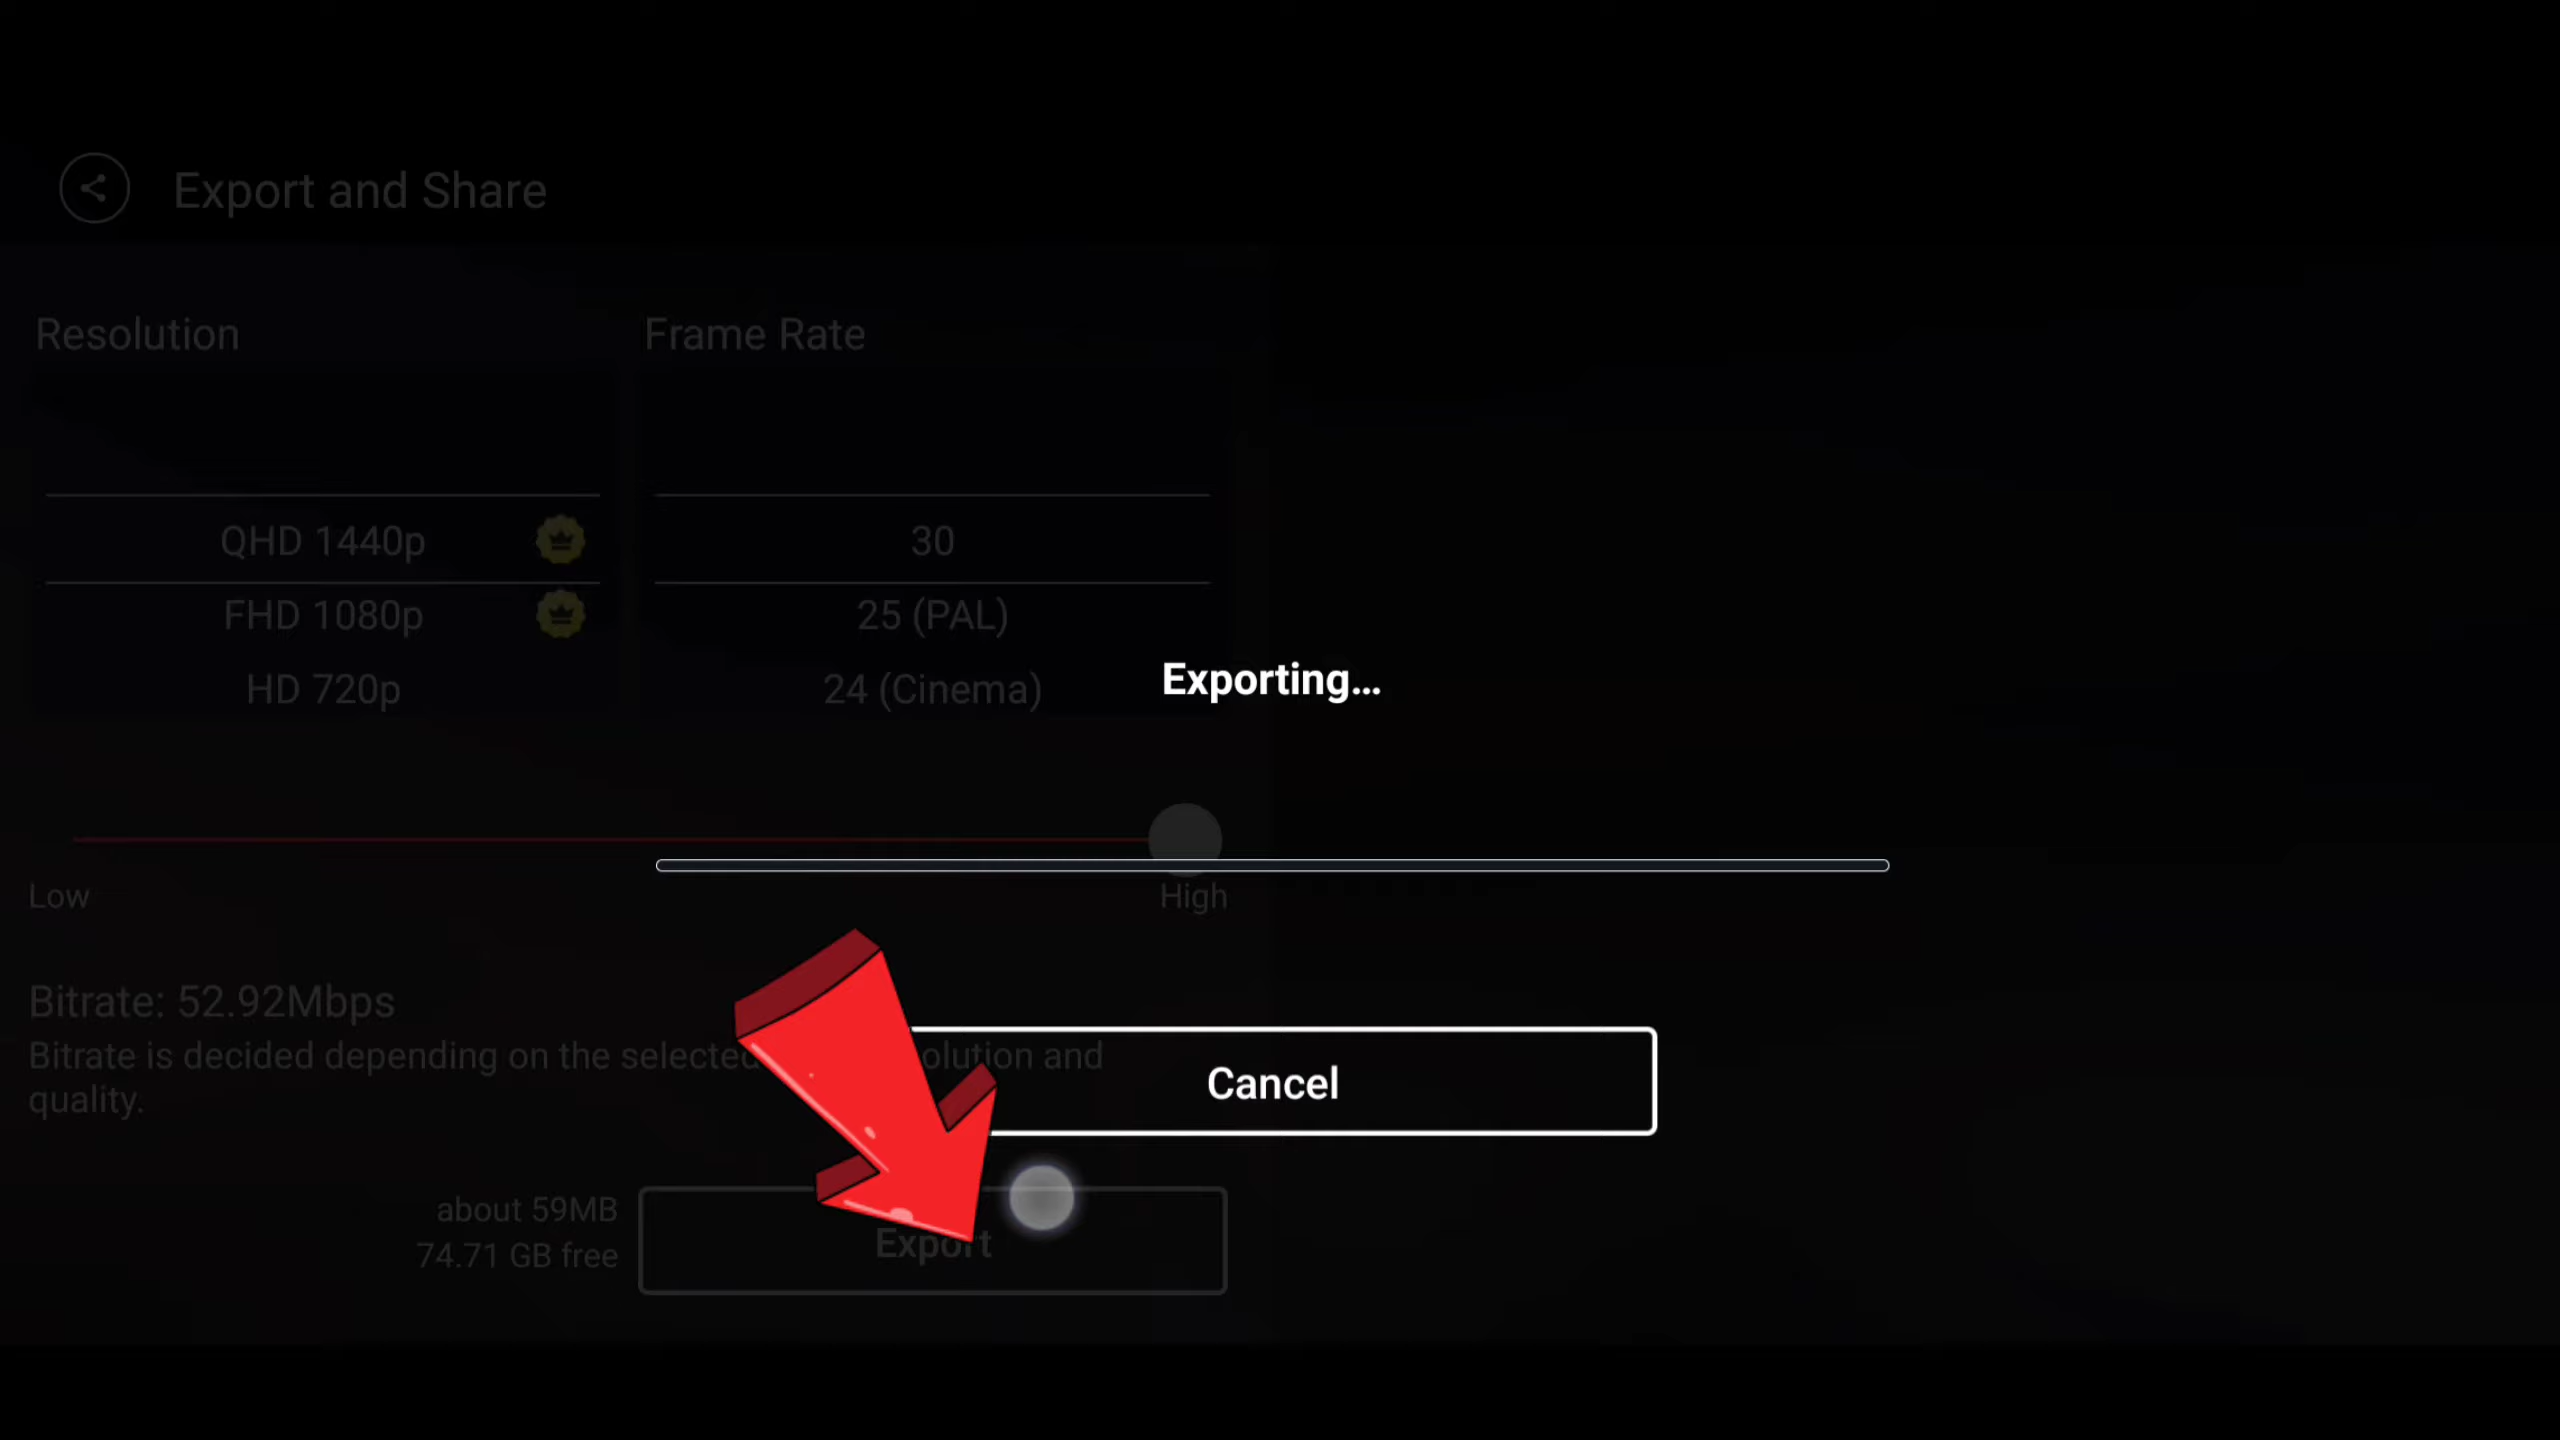 Export and Share
Resolution
Frame Rate
QHD 1440p
30
FHD 1080p
25 (PAL)
HD 720p
24 (Cinema)
Exporting...
Low
High
Bitrate: 52.92Mbps
Bitrate is decided depending on the selected olution and
quality.
Cancel
about 59MB
74.71 GB free
Export